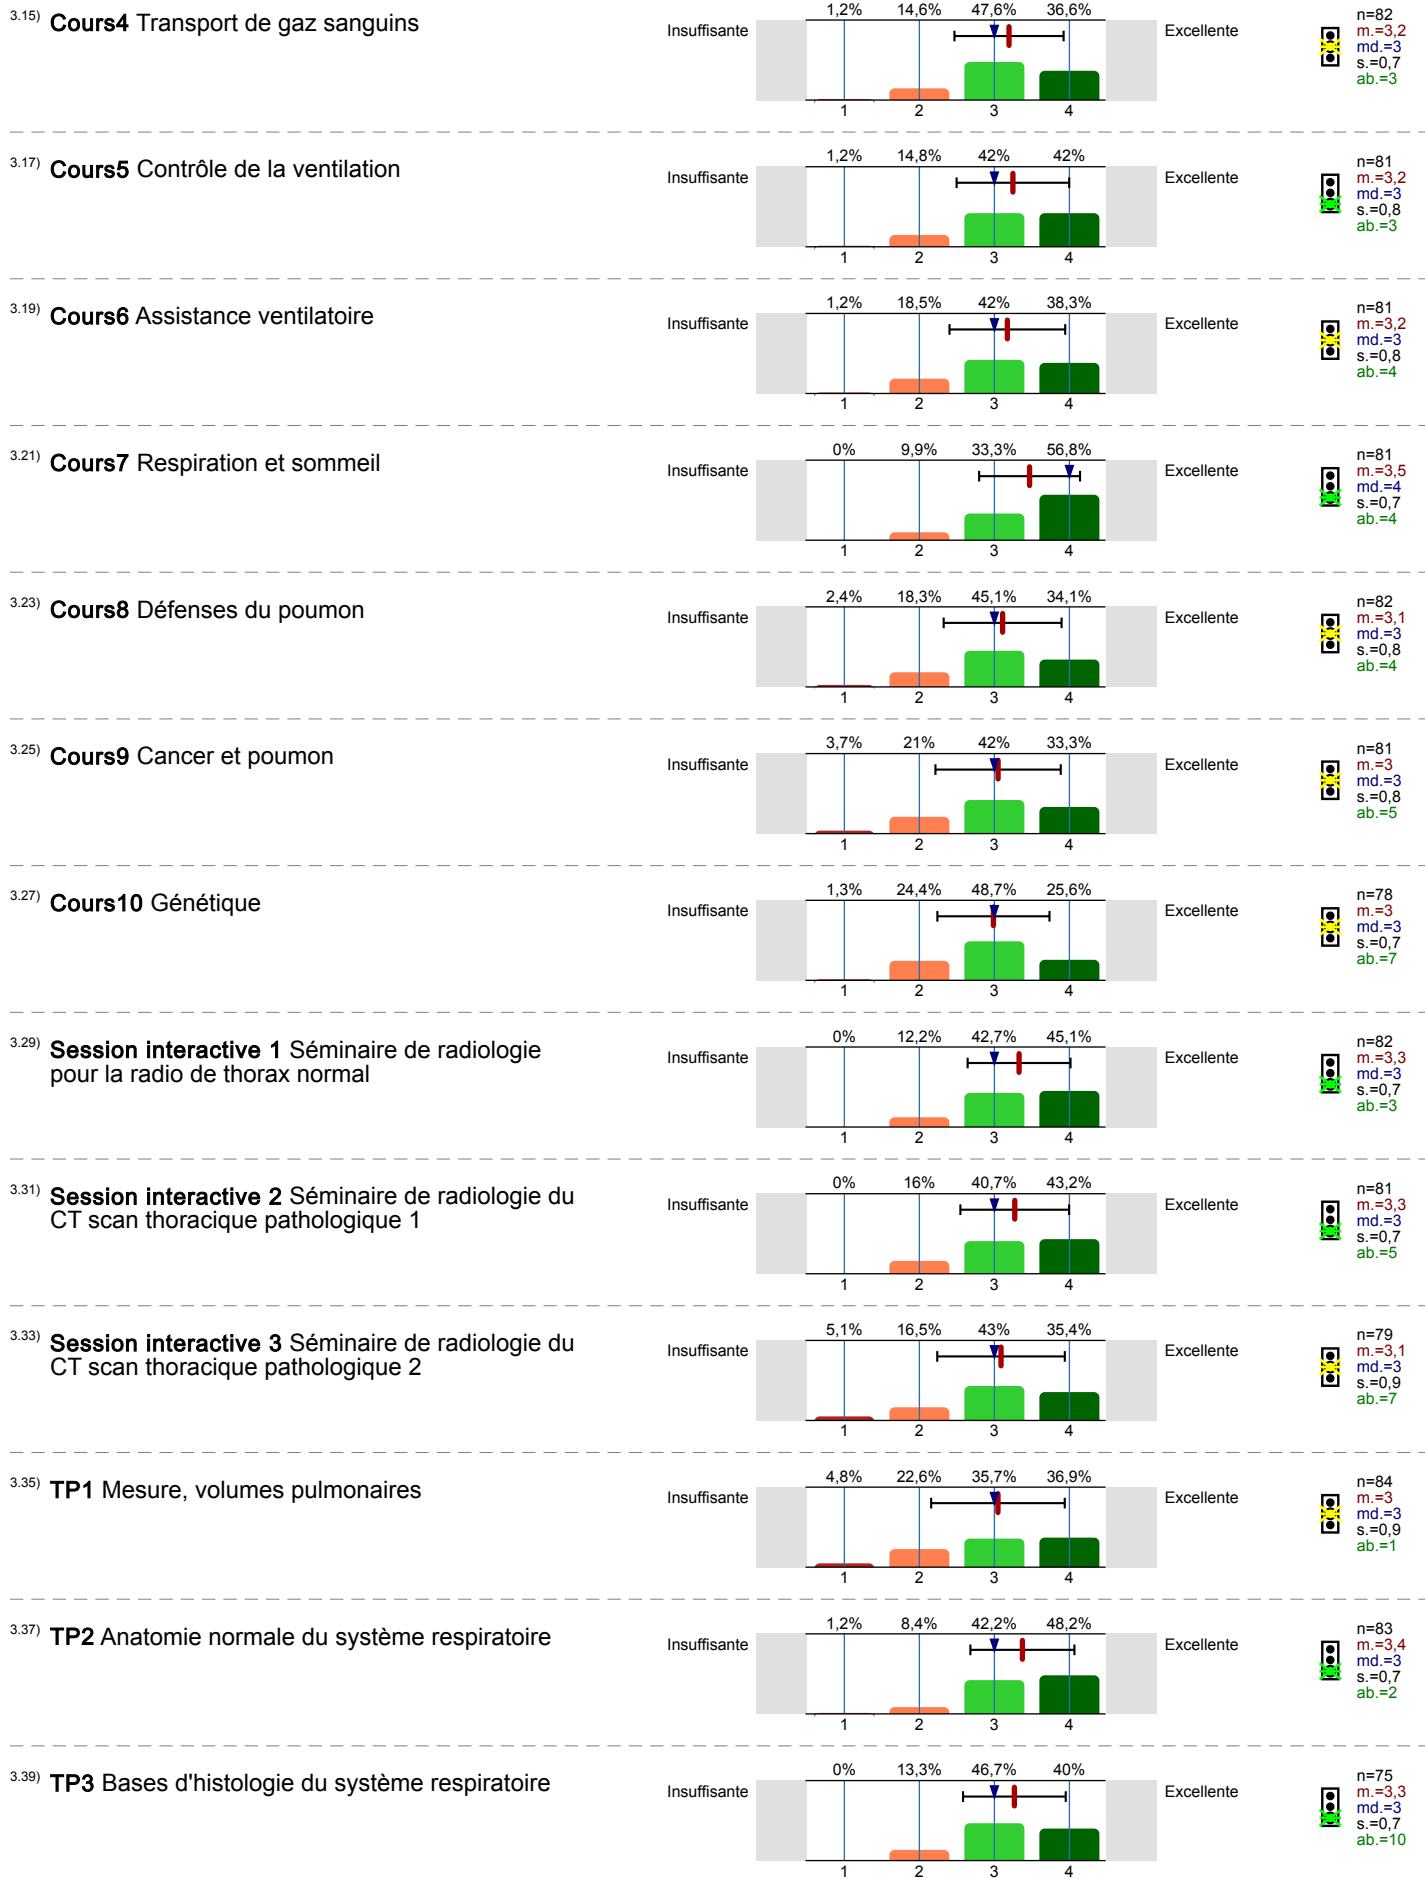 3.15) Cours4 Transport de gaz sanguins
1,2% 14,6% 47,6% 36,6%
Insuffisante Excellente
1 2 3 4
n=82
m.=3,2
md.=3
s.=0,7
ab.=3
3.17) Cours5 Contrôle de la ventilation
1,2% 14,8% 42% 42%
Insuffisante Excellente
1 2 3 4
n=81
m.=3,2
md.=3
s.=0,8
ab.=3
3.19) Cours6 Assistance ventilatoire
1,2% 18,5% 42% 38,3%
Insuffisante Excellente
1 2 3 4
n=81
m.=3,2
md.=3
s.=0,8
ab.=4
3.21) Cours7 Respiration et sommeil
0% 9,9% 33,3% 56,8%
Insuffisante Excellente
1 2 3 4
n=81
m.=3,5
md.=4
s.=0,7
ab.=4
3.23) Cours8 Défenses du poumon
2,4% 18,3% 45,1% 34,1%
Insuffisante Excellente
1 2 3 4
n=82
m.=3,1
md.=3
s.=0,8
ab.=4
3.25) Cours9 Cancer et poumon
3,7% 21% 42% 33,3%
Insuffisante Excellente
1 2 3 4
n=81
m.=3
md.=3
s.=0,8
ab.=5
3.27) Cours10 Génétique
1,3% 24,4% 48,7% 25,6%
Insuffisante Excellente
1 2 3 4
n=78
m.=3
md.=3
s.=0,7
ab.=7
3.29) Session interactive 1 Séminaire de radiologie
pour la radio de thorax normal
0% 12,2% 42,7% 45,1%
Insuffisante Excellente
1 2 3 4
n=82
m.=3,3
md.=3
s.=0,7
ab.=3
3.31) Session interactive 2 Séminaire de radiologie du
CT scan thoracique pathologique 1
0% 16% 40,7% 43,2%
Insuffisante Excellente
1 2 3 4
n=81
m.=3,3
md.=3
s.=0,7
ab.=5
3.33) Session interactive 3 Séminaire de radiologie du
CT scan thoracique pathologique 2
5,1% 16,5% 43% 35,4%
Insuffisante Excellente
1 2 3 4
n=79
m.=3,1
md.=3
s.=0,9
ab.=7
3.35) TP1 Mesure, volumes pulmonaires
4,8% 22,6% 35,7% 36,9%
Insuffisante Excellente
1 2 3 4
n=84
m.=3
md.=3
s.=0,9
ab.=1
3.37) TP2 Anatomie normale du système respiratoire
1,2% 8,4% 42,2% 48,2%
Insuffisante Excellente
1 2 3 4
n=83
m.=3,4
md.=3
s.=0,7
ab.=2
3.39) TP3 Bases d'histologie du système respiratoire
0% 13,3% 46,7% 40%
Insuffisante Excellente
1 2 3 4
n=75
m.=3,3
md.=3
s.=0,7
ab.=10